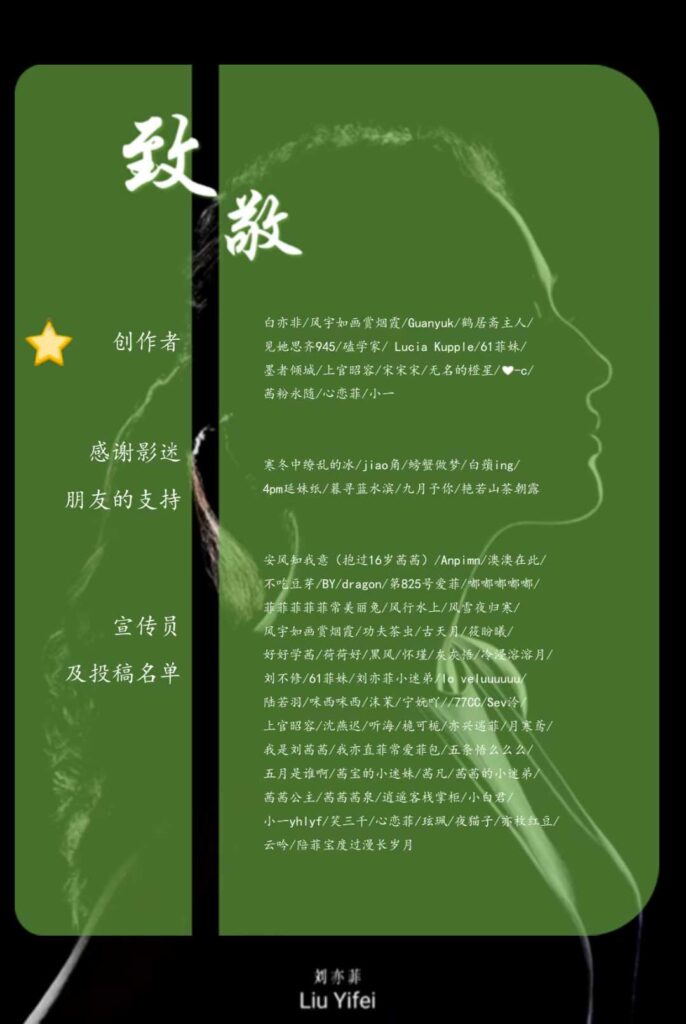 致敬
创作者
白亦非/风宇如画赏烟霞/Guanyuk/鹤居斋主人/
见她思齐945/嗑学家/ Lucia Kupple/61菲妹/
墨者倾城/上官昭容/宋宋宋/无名的橙星/❤-c/
茜粉永随/心恋菲/小一
感谢影迷
朋友的支持
寒冬中缭乱的冰/jiao角/螃蟹做梦/白蘋ing/
4pm延妹纸/暮寻蓝水滨/九月予你/艳若山茶朝露
宣传员
及投稿名单
安风知我意（抱过16岁茜茜）/Anpimn/澳澳在此/
不吃豆芽/BY/dragon/第825号爱菲/嘟嘟嘟嘟嘟/
菲菲菲菲菲常美丽兔/风行水上/风雪夜归寒/
风宇如画赏烟霞/功夫茶虫/古天月/筱盼曦/
好好学茜/荷荷好/黑风/怀瑾/灰灰悟/冷浸溶溶月/
刘不修/61菲妹/刘亦菲小迷弟/lo veluuuuuu/
陆若羽/味西味西/沫茉/宁妩吖//77CC/Sev泠/
上官昭容/沈燕迟/听海/桅可桅/亦兴遥菲/月寒鸢/
我是刘茜茜/我亦直菲常爱菲包/五条悟么么么/
五月是谁啊/茜宝的小迷妹/茜凡/茜茜的小迷弟/
茜茜公主/茜茜茜泉/逍遥客栈掌柜/小白君/
小一yhlyf/笑三千/心恋菲/玹珮/夜猫子/亦枚红豆/
云吟/陪菲宝度过漫长岁月
刘亦菲
Liu Yifei